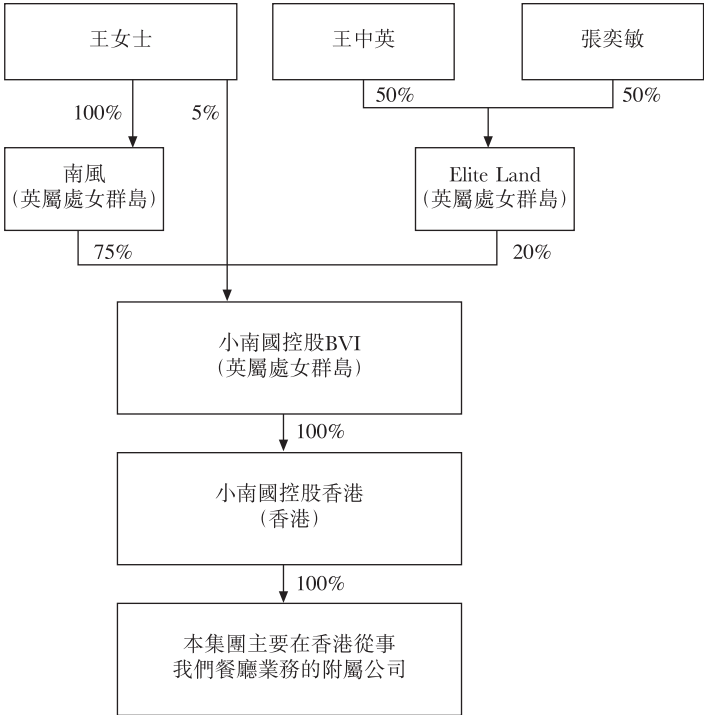 王女士
王中英
張奕敏
100%
5%
50%
50%
南風
(英屬處女群島)
Elite Land
(英屬處女群島)
75%
20%
小南國控股BVI
(英屬處女群島)
100%
小南國控股香港
(香港)
100%
本集團主要在香港從事
我們餐廳業務的附屬公司